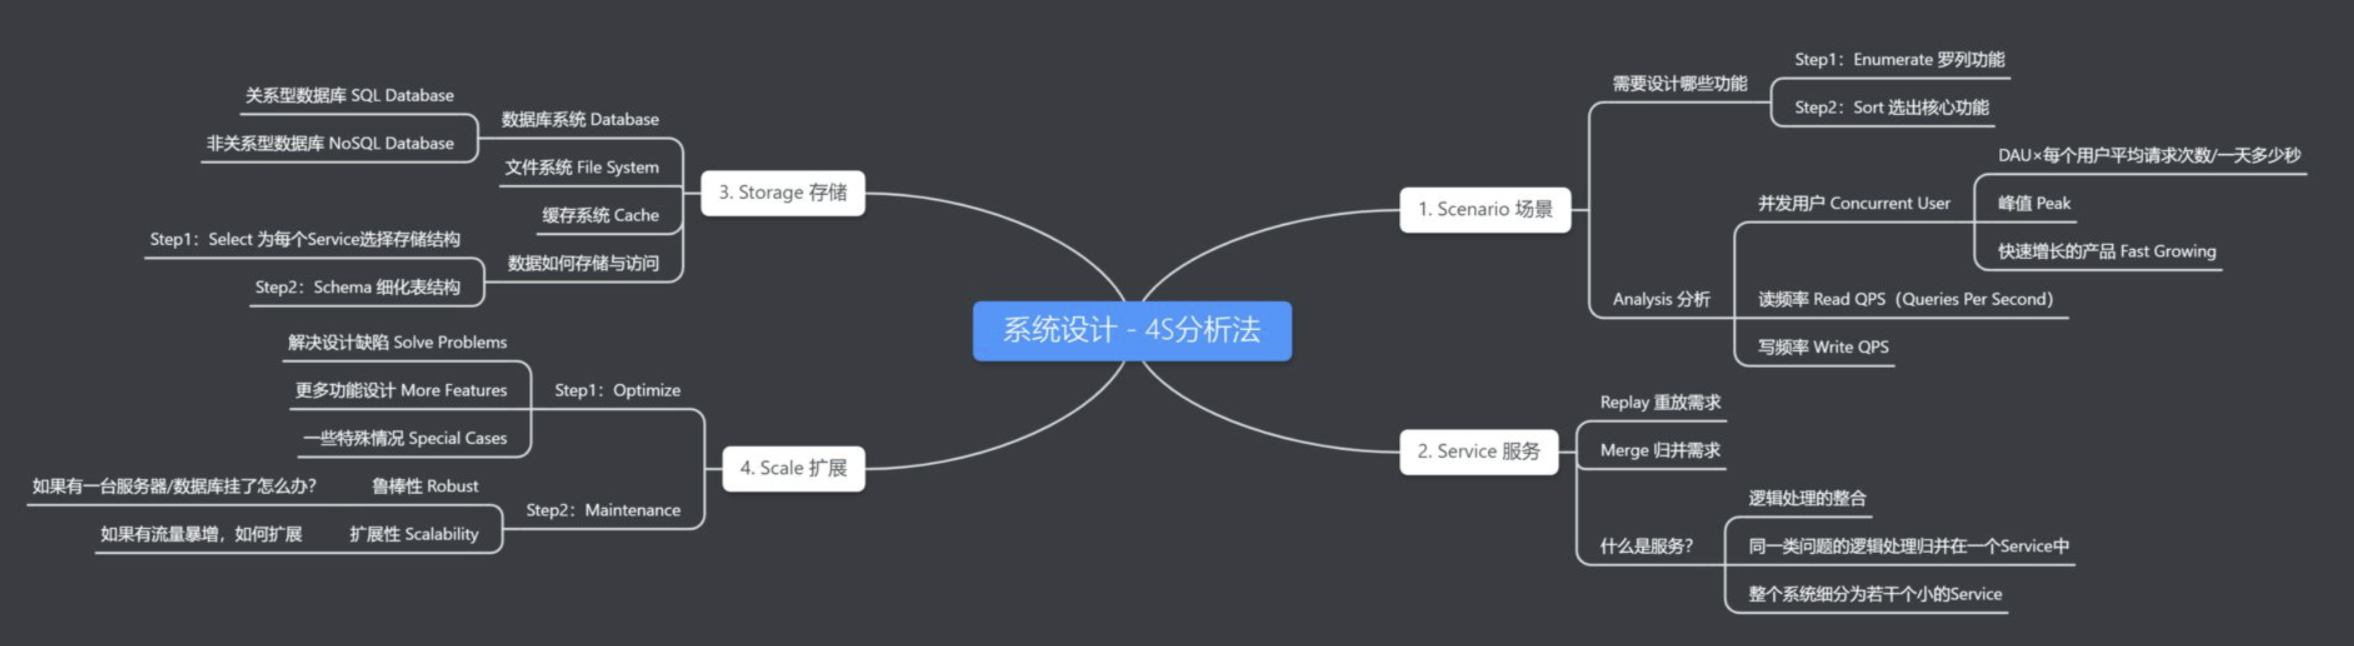 系统设计 - 4S分析法
1. Scenario 场景
需要设计哪些功能
Step1：Enumerate 罗列功能
Step2：Sort 选出核心功能
Analysis 分析
并发用户 Concurrent User
DAU×每个用户平均请求次数/一天多少秒
峰值 Peak
快速增长的产品 Fast Growing
读频率 Read QPS（Queries Per Second）
写频率 Write QPS
2. Service 服务
Replay 重放需求
Merge 归并需求
什么是服务？
逻辑处理的整合
同一类问题的逻辑处理归并在一个Service中
整个系统细分为若干个小的Service
3. Storage 存储
数据库系统 Database
关系型数据库 SQL Database
非关系型数据库 NoSQL Database
文件系统 File System
缓存系统 Cache
数据如何存储与访问
Step1：Select 为每个Service选择存储结构
Step2：Schema 细化表结构
4. Scale 扩展
Step1：Optimize
解决设计缺陷 Solve Problems
更多功能设计 More Features
一些特殊情况 Special Cases
Step2：Maintenance
鲁棒性 Robust
如果有一台服务器/数据库挂了怎么办？
扩展性 Scalability
如果有流量暴增，如何扩展